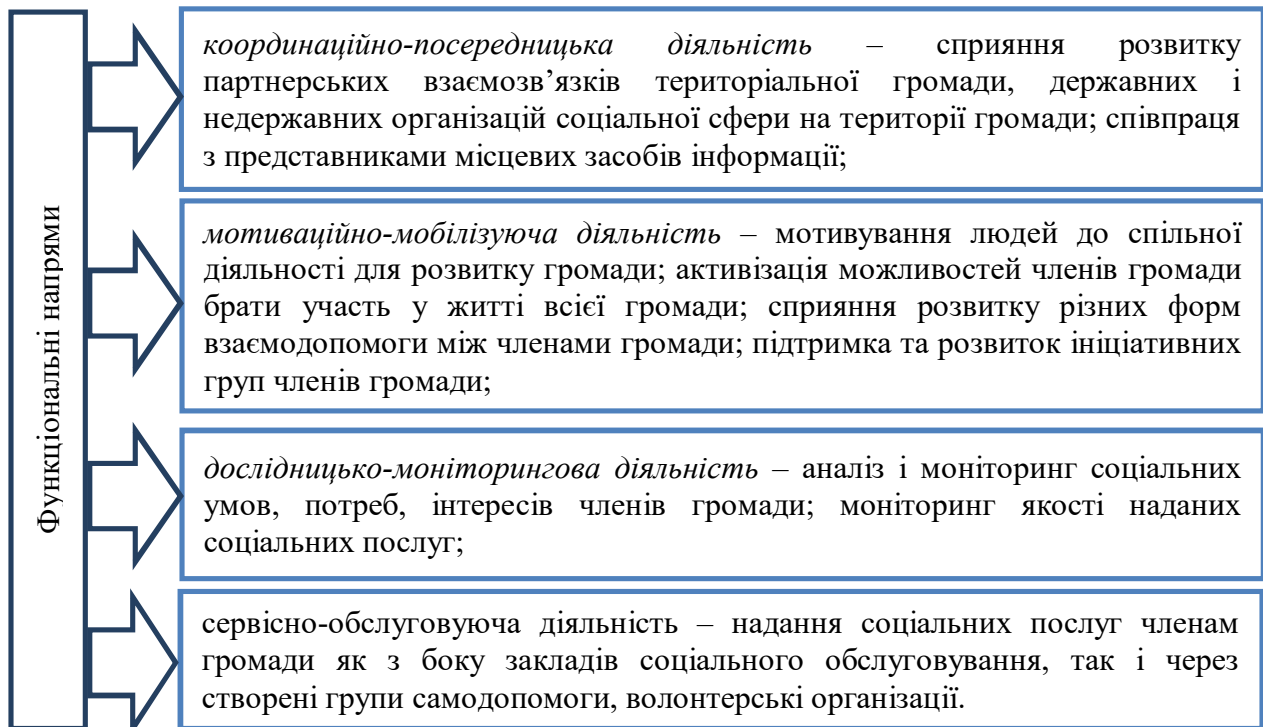 Функціональні напрями
координаційно-посередницька діяльність – сприяння розвитку
партнерських взаємозв’язків територіальної громади, державних і
недержавних організацій соціальної сфери на території громади; співпраця
з представниками місцевих засобів інформації;
мотиваційно-мобілізуюча діяльність – мотивування людей до спільної
діяльності для розвитку громади; активізація можливостей членів громади
брати участь у житті всієї громади; сприяння розвитку різних форм
взаємодопомоги між членами громади; підтримка та розвиток ініціативних
груп членів громади;
дослідницько-моніторингова діяльність – аналіз і моніторинг соціальних
умов, потреб, інтересів членів громади; моніторинг якості наданих
соціальних послуг;
сервісно-обслуговуюча діяльність – надання соціальних послуг членам
громади як з боку закладів соціального обслуговування, так і через
створені групи самодопомоги, волонтерські організації.